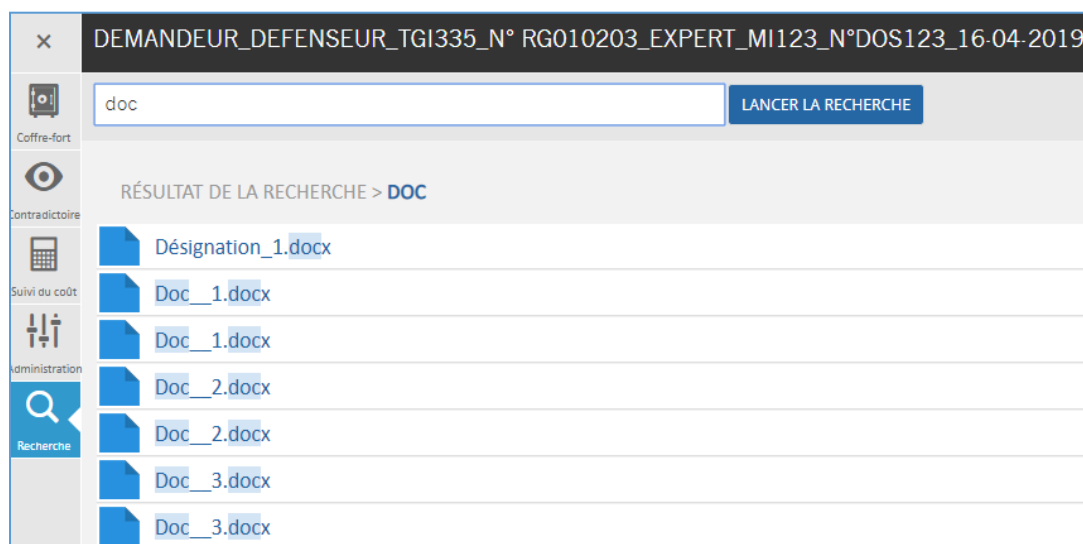 ×
DEMANDEUR_DEFENSEUR_TGI335_N° RG010203_EXPERT_MI123_N°DOS123_16-04-2019
doc
LANCER LA RECHERCHE
Coffre-fort
Contradictoire
Suivi du coût
Administration
Recherche
RÉSULTAT DE LA RECHERCHE > DOC
Désignation_1.docx
Doc__1.docx
Doc__1.docx
Doc__2.docx
Doc__2.docx
Doc__3.docx
Doc__3.docx